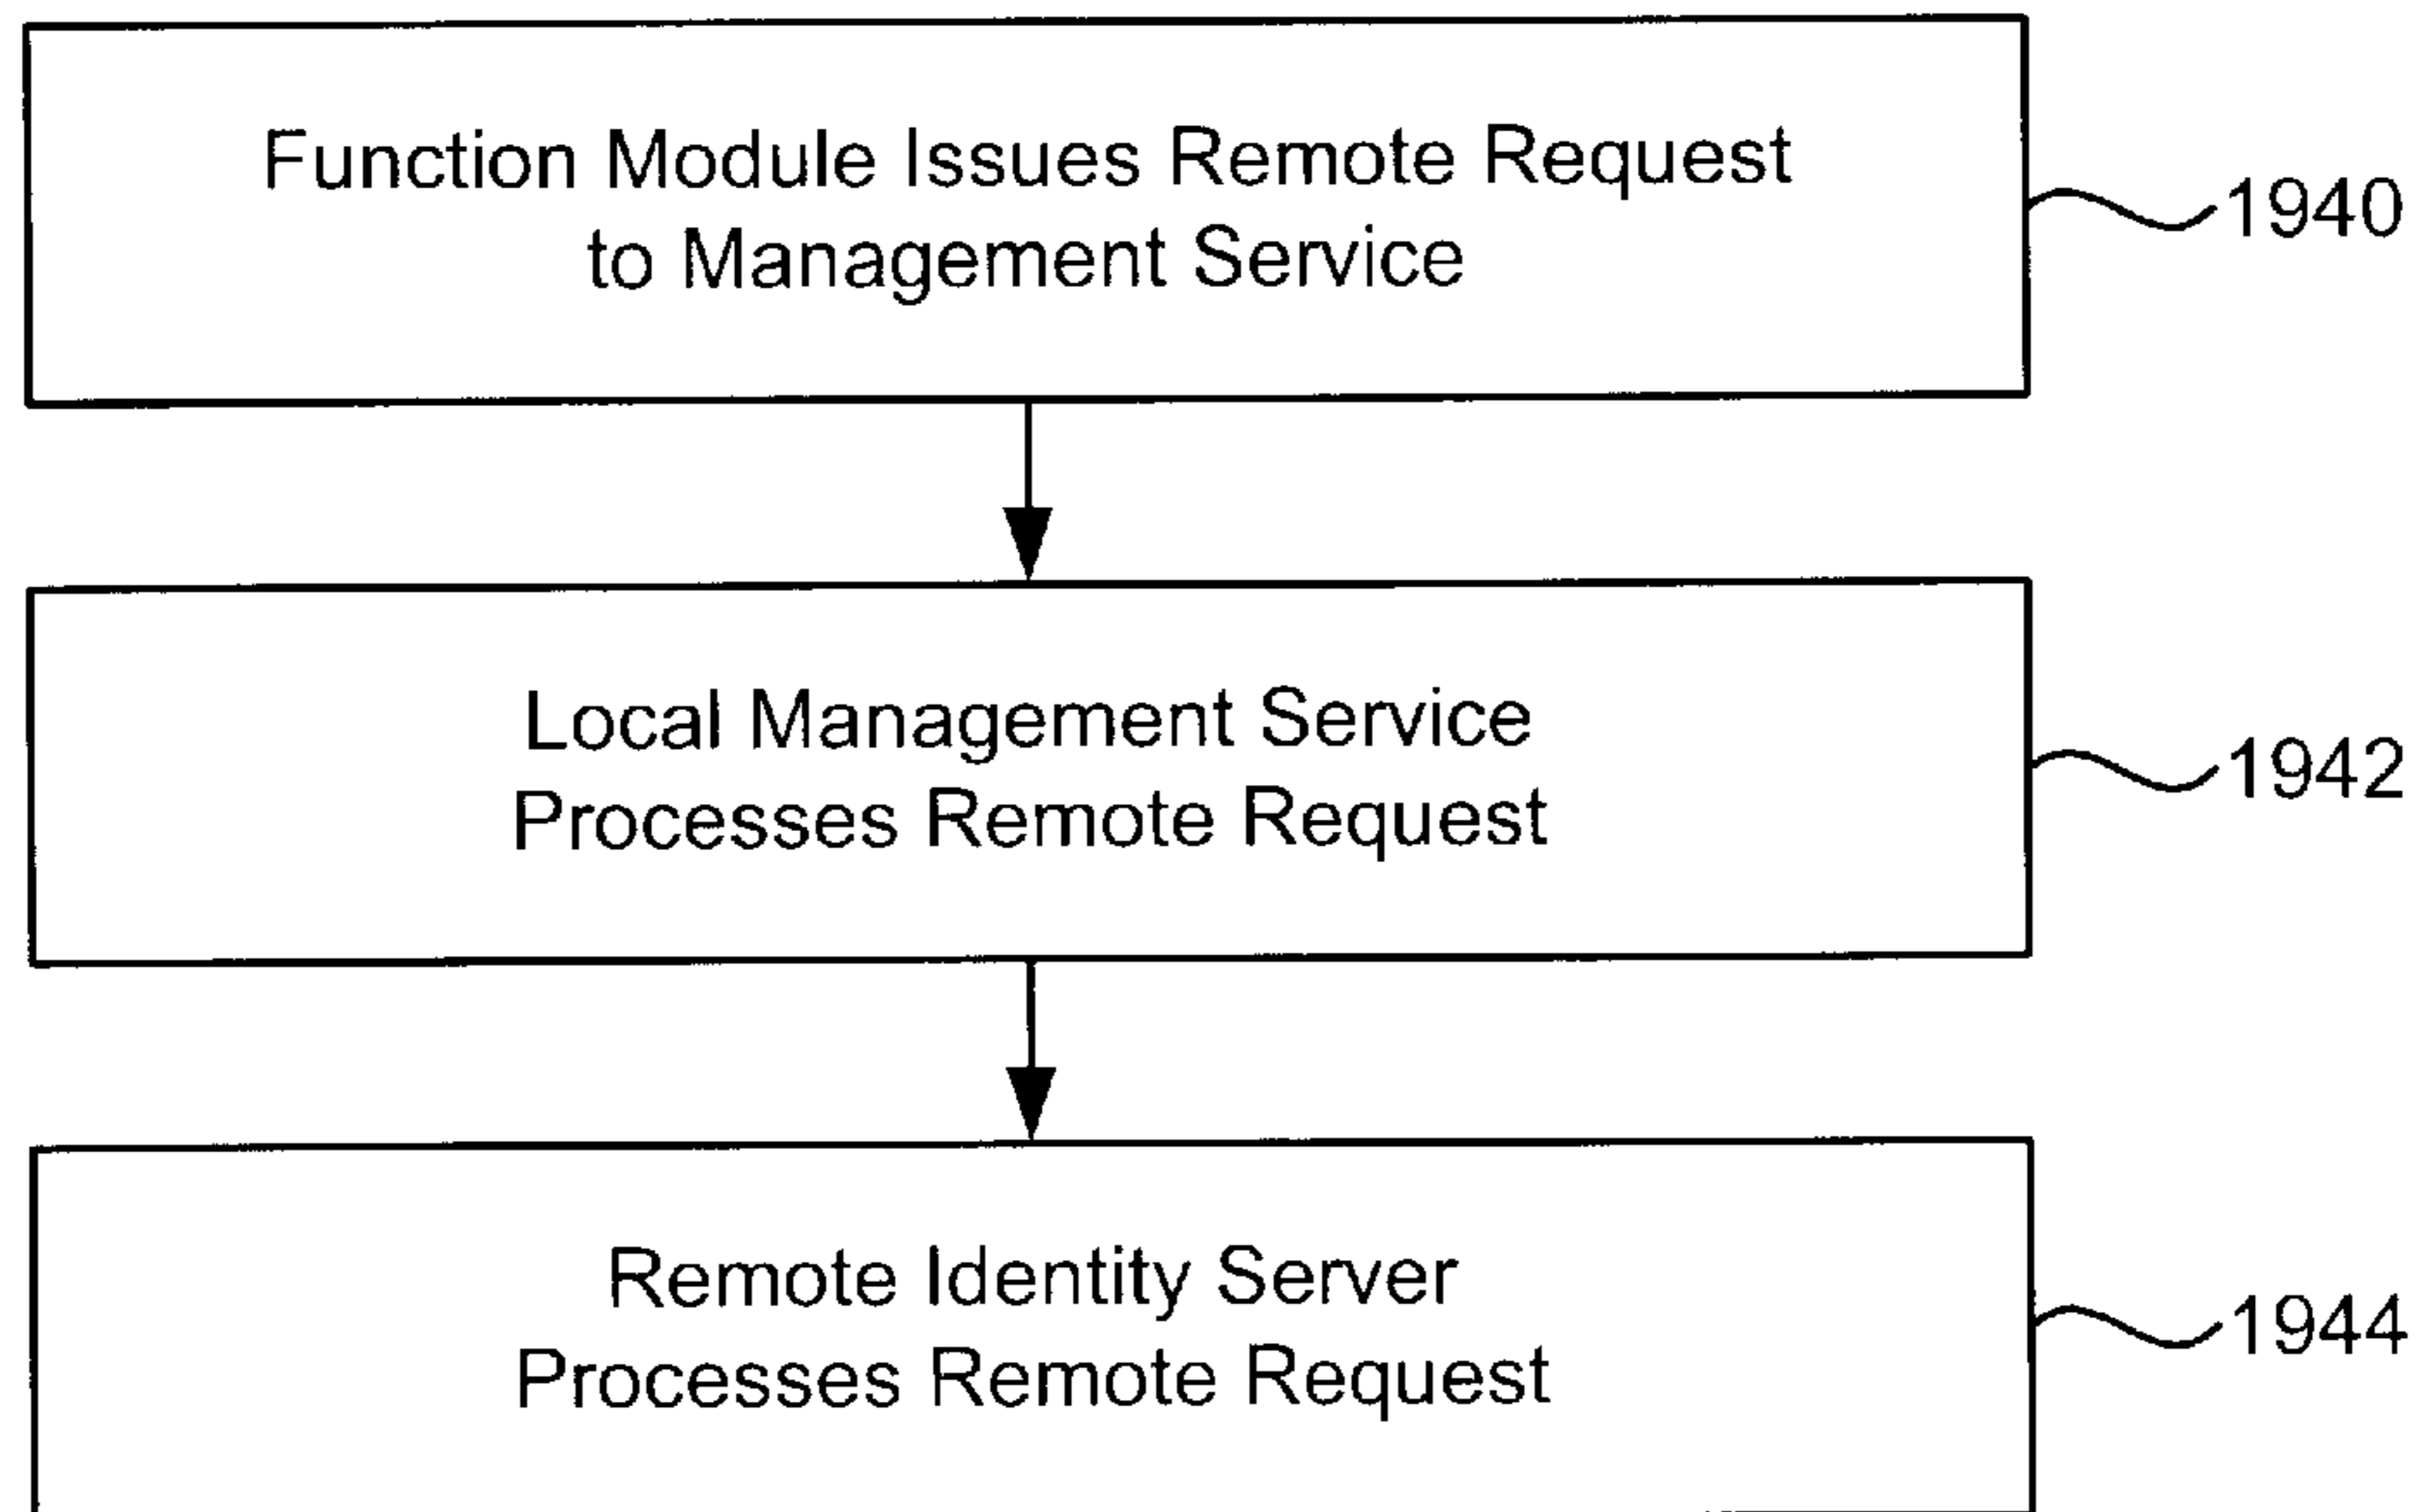 Function Module Issues Remote Request
to Management Service
1940
Local Management Service
Processes Remote Request
1942
Remote Identity Server
Processes Remote Request
1944